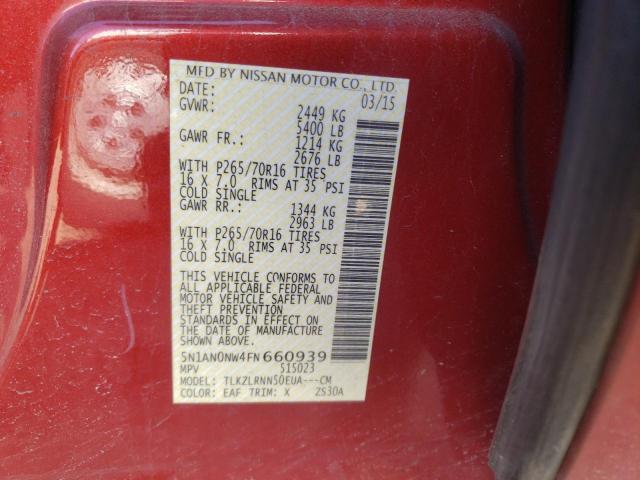 MFD BY NISSAN MOTOR CO., LTD.
DATE: 03/15
GVWR: 2449 KG
5400 LB
GAWR FR.: 1214 KG
2676 LB
WITH P265/70R16 TIRES
16 X 7.0 RIMS AT 35 PSI
COLD SINGLE
GAWR RR.: 1344 KG
2963 LB
WITH P265/70R16 TIRES
16 X 7.0 RIMS AT 35 PSI
COLD SINGLE
THIS VEHICLE CONFORMS TO
ALL APPLICABLE FEDERAL
MOTOR VEHICLE SAFETY AND
THEFT PREVENTION
STANDARDS IN EFFECT ON
THE DATE OF MANUFACTURE
SHOWN ABOVE.
5N1AN0NW4FN660939
MPV 515023
MODEL: TLKZLRNN50EUA---CM
COLOR: EAF TRIM: X ZS30A